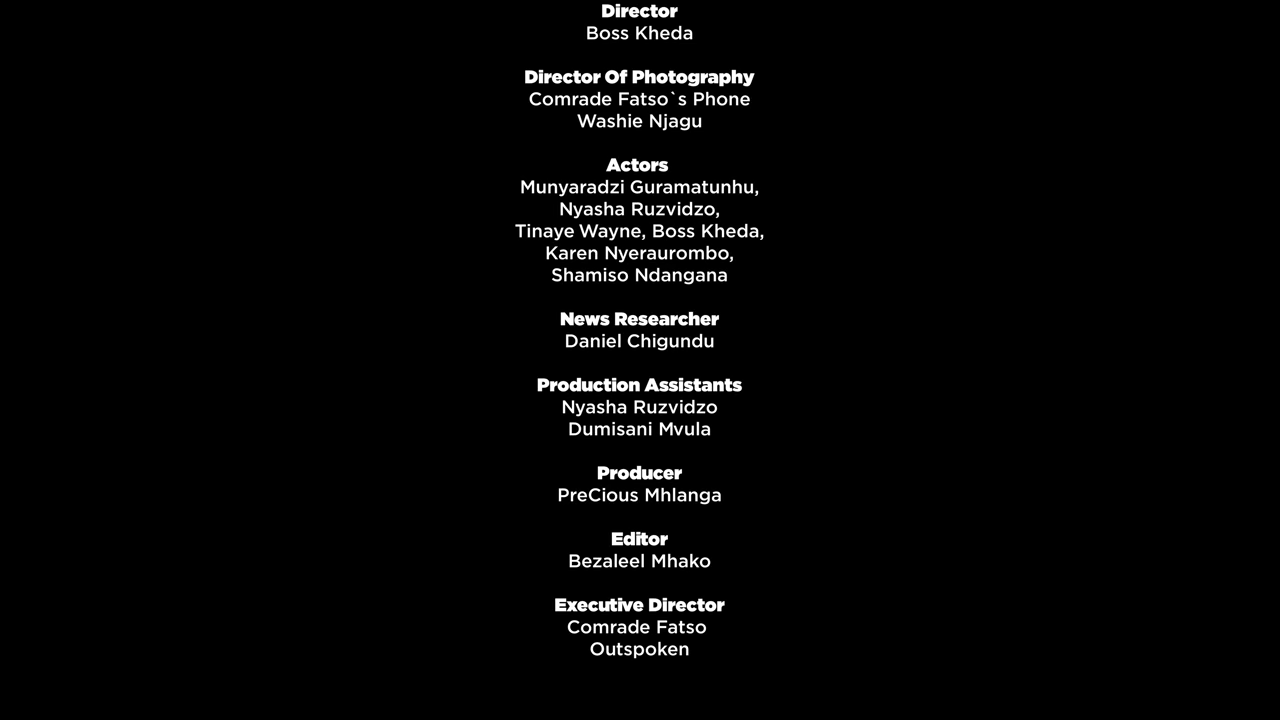 Director
Boss Kheda
Director Of Photography
Comrade Fatso`s Phone
Washie Njagu
Actors
Munyaradzi Guramatunhu,
Nyasha Ruzvidzo,
Tinaye Wayne, Boss Kheda,
Karen Nyeraurombo,
Shamiso Ndangana
News Researcher
Daniel Chigundu
Production Assistants
Nyasha Ruzvidzo
Dumisani Mvula
Producer
PreCious Mhlanga
Editor
Bezaleel Mhako
Executive Director
Comrade Fatso
Outspoken